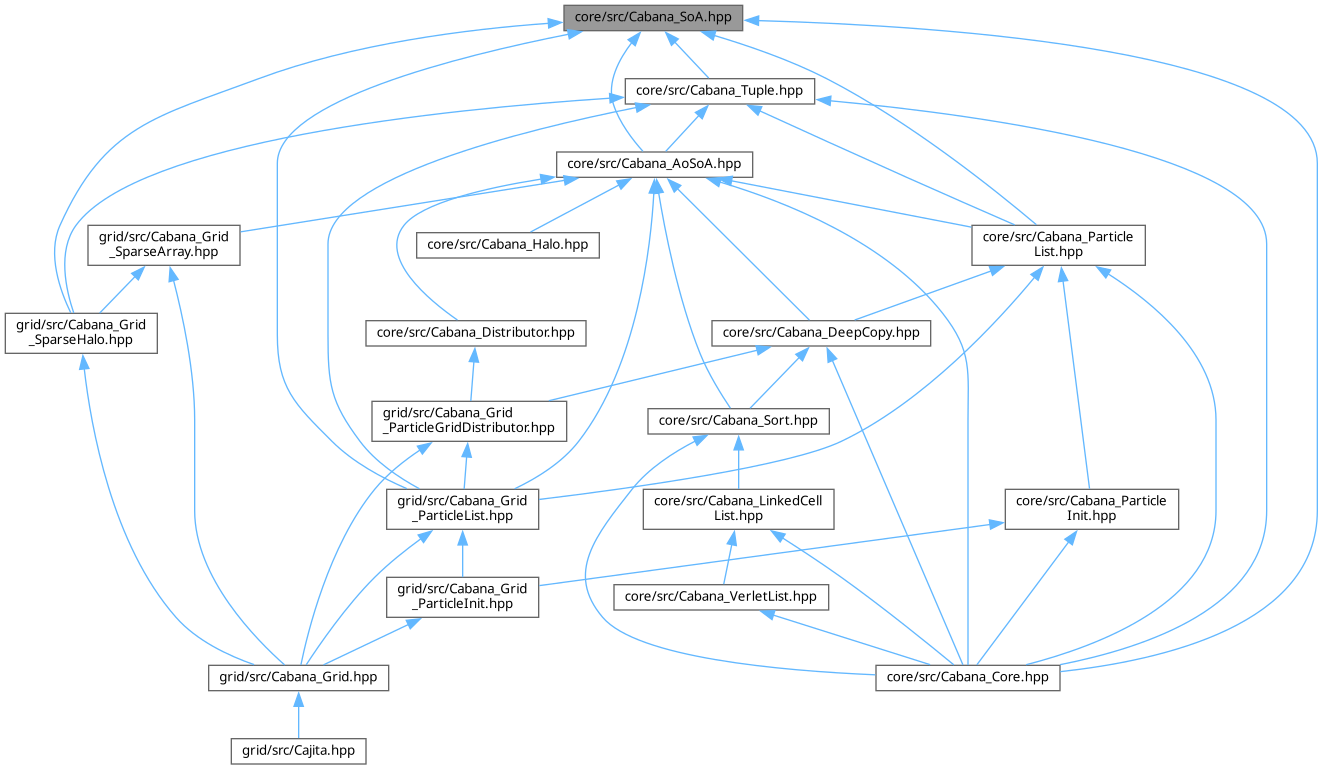 core/src/Cabana_SoA.hpp
core/src/Cabana_Tuple.hpp
core/src/Cabana_AoSoA.hpp
grid/src/Cabana_Grid
_SparseArray.hpp
core/src/Cabana_Halo.hpp
core/src/Cabana_Particle
List.hpp
grid/src/Cabana_Grid
_SparseHalo.hpp
core/src/Cabana_Distributor.hpp
core/src/Cabana_DeepCopy.hpp
grid/src/Cabana_Grid
_ParticleGridDistributor.hpp
core/src/Cabana_Sort.hpp
grid/src/Cabana_Grid
_ParticleList.hpp
core/src/Cabana_LinkedCell
List.hpp
core/src/Cabana_Particle
Init.hpp
grid/src/Cabana_Grid
_ParticleInit.hpp
core/src/Cabana_VerletList.hpp
grid/src/Cabana_Grid.hpp
core/src/Cabana_Core.hpp
grid/src/Cajita.hpp